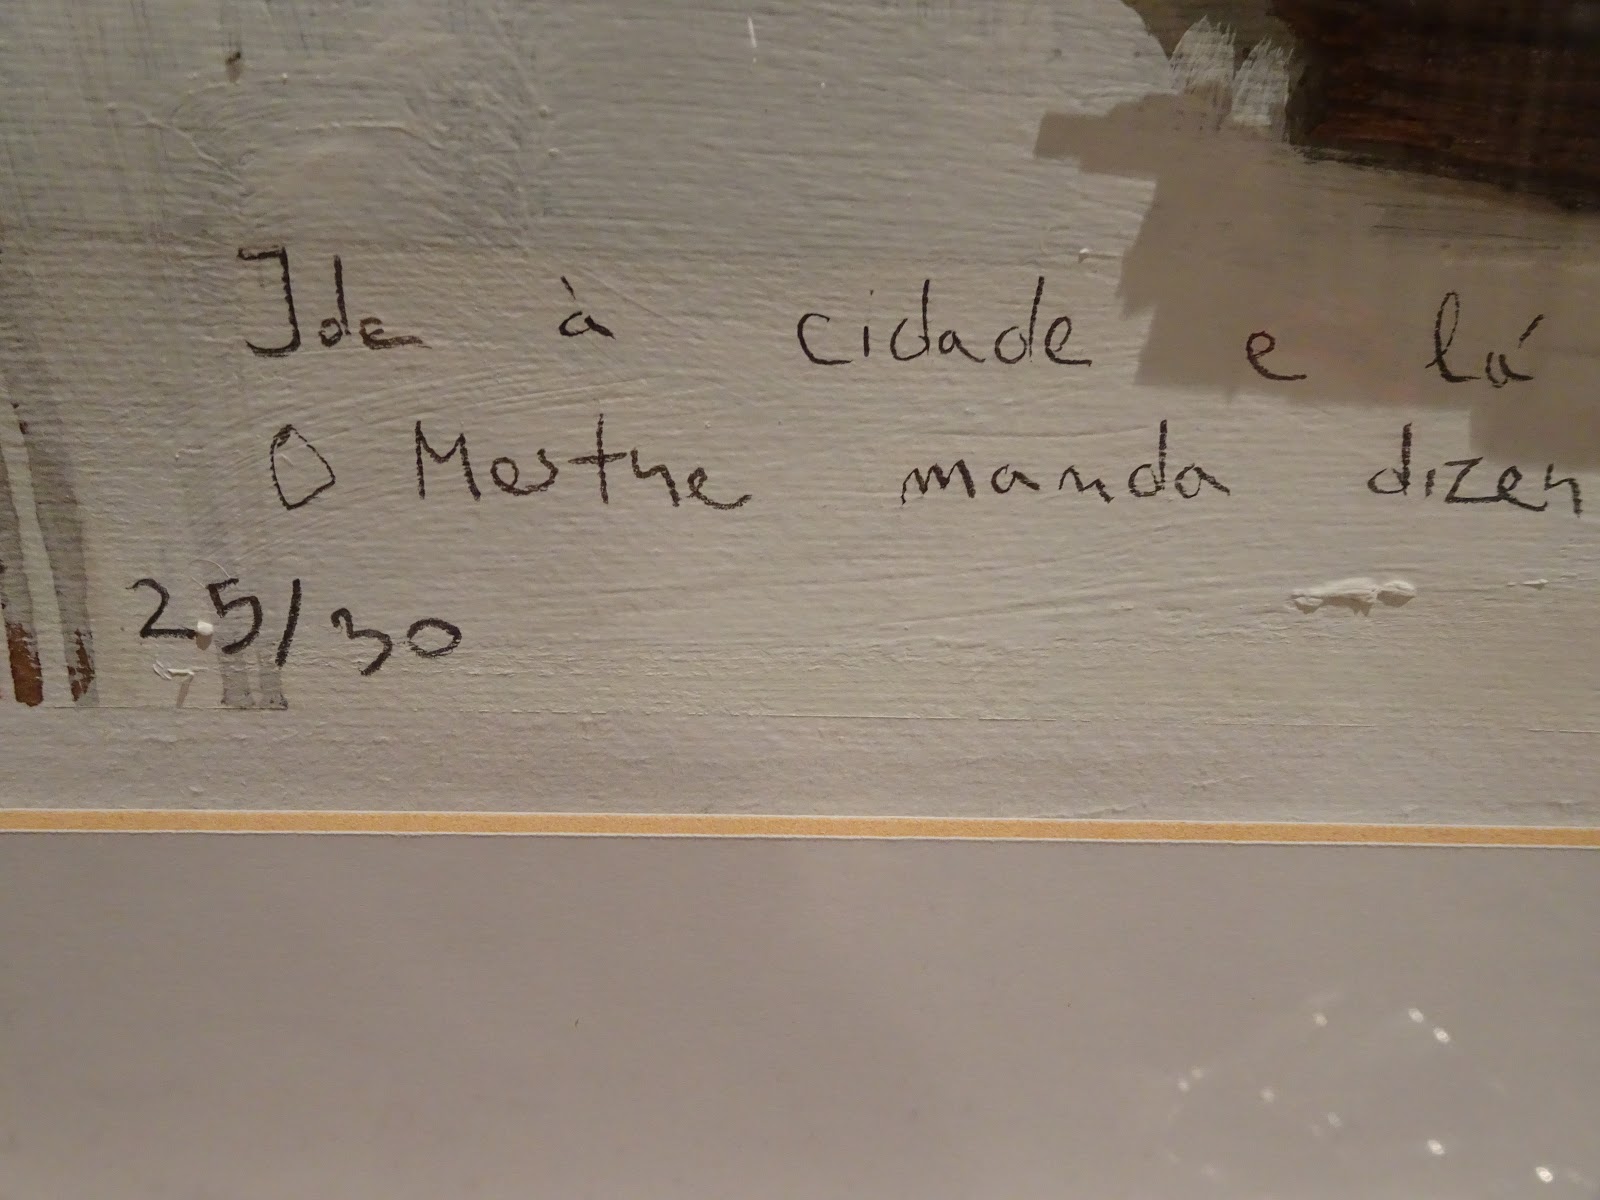 Ide à cidade e lá
O Mestre manda dizer
25/30